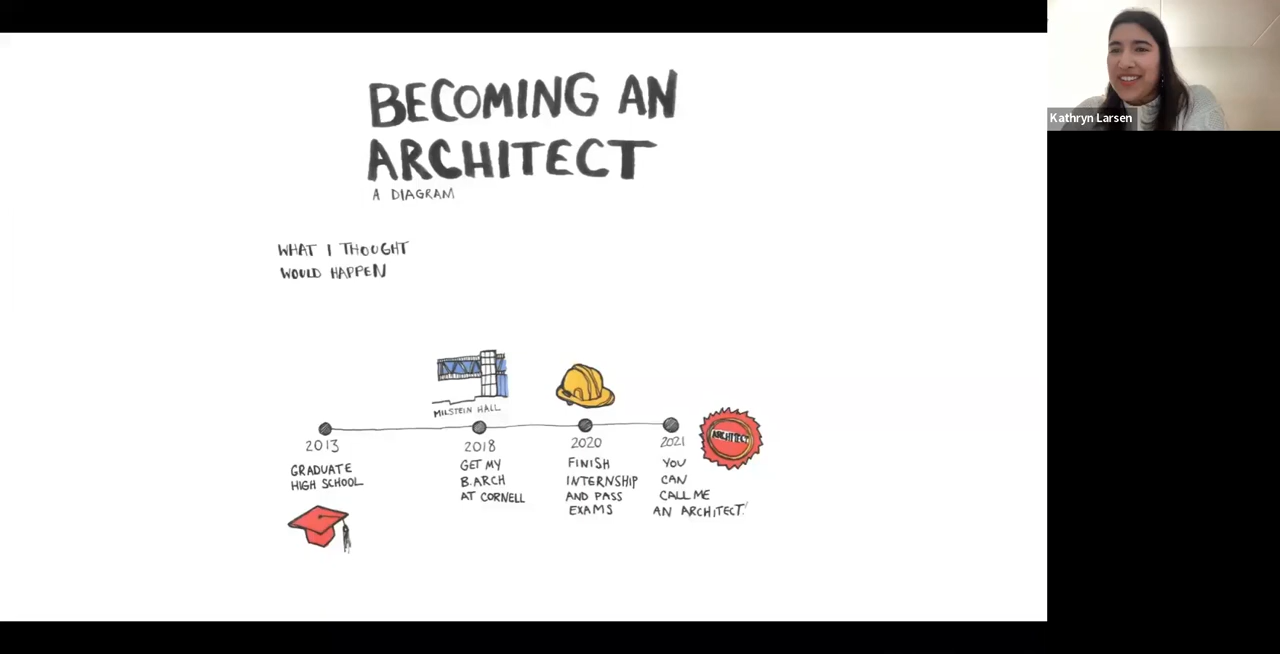 BECOMING AN
ARCHITECT
A DIAGRAM
Kathryn Larsen
WHAT I THOUGHT
WOULD HAPPEN
MILSTEIN HALL
ARCHITECT
2013
GRADUATE
HIGH SCHOOL
2018
GET MY
B.ARCH
AT CORNELL
2020
FINISH
INTERNSHIP
AND PASS
EXAMS
2021
YOU
CAN
CALL ME
AN ARCHITECT!